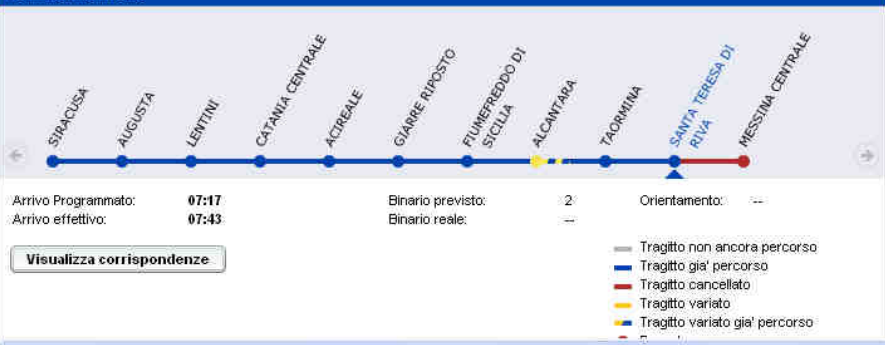 SIRACUSA
AUGUSTA
LENTINI
CATANIA CENTRALE
ACIREALE
GIARRE RIPOSTO
FIUMEFREDDO DI
SICILIA
ALCANTARA
TAORMINA
SANTA TERESA DI
RIVA
MESSINA CENTRALE
Arrivo Programmato: 07:17 Binario previsto: 2 Orientamento: --
Arrivo effettivo: 07:43 Binario reale: --
Visualizza corrispondenze
Tragitto non ancora percorso
Tragitto gia' percorso
Tragitto cancellato
Tragitto variato
Tragitto variato gia' percorso